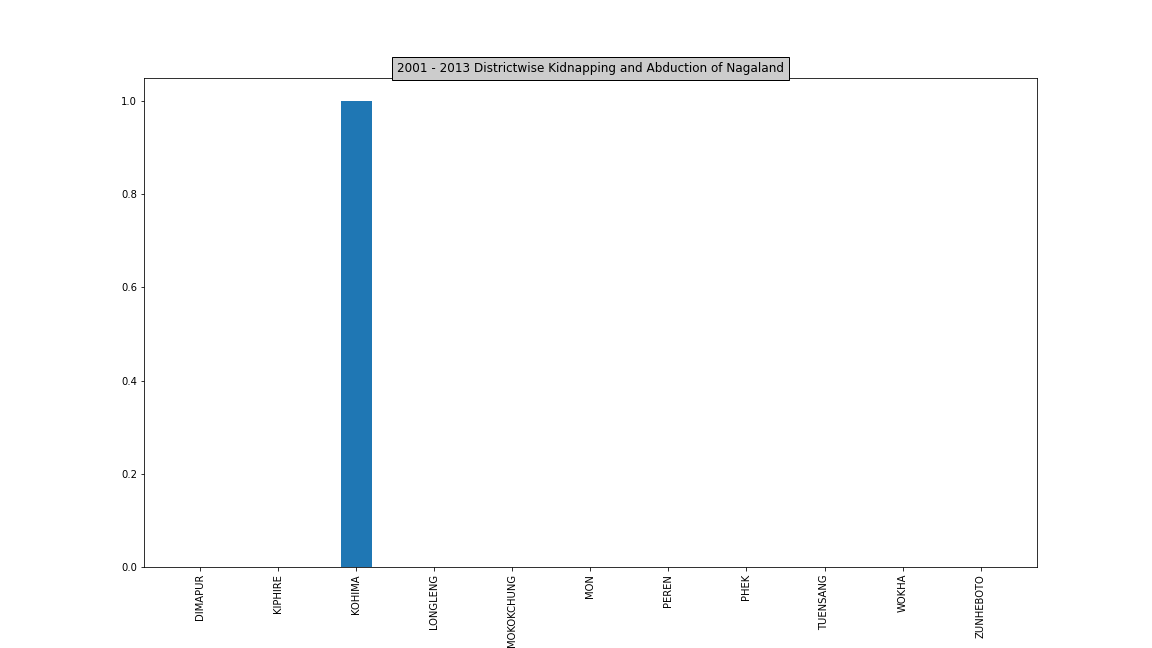 2001 - 2013 Districtwise Kidnapping and Abduction of Nagaland
1.0
0.8
0.6
0.4
0.2
0.0
DIMAPUR
KIPHIRE
KOHIMA
LONGLENG
MOKOKCHUNG
MON
PEREN
PHEK
TUENSANG
WOKHA
ZUNHEBOTO